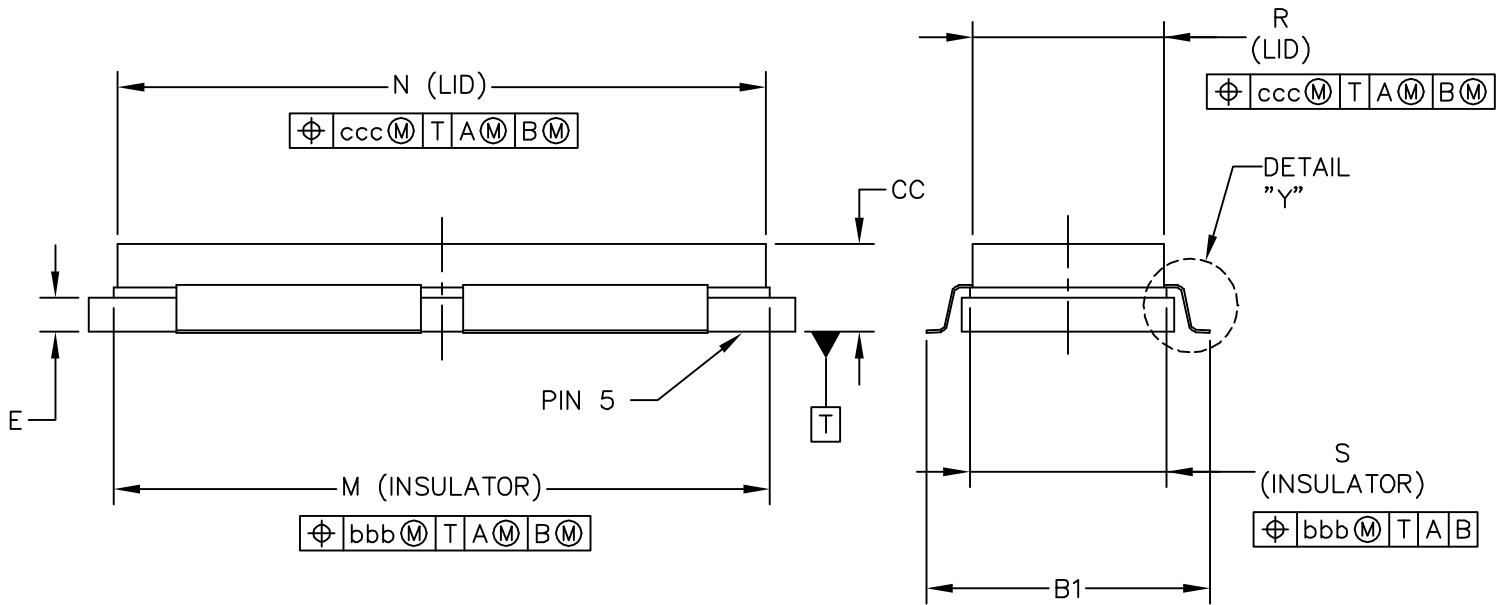 N (LID)
⌖ ccc Ⓜ T A Ⓜ B Ⓜ
CC
E
PIN 5
T
M (INSULATOR)
⌖ bbb Ⓜ T A Ⓜ B Ⓜ
R
(LID)
⌖ ccc Ⓜ T A Ⓜ B Ⓜ
DETAIL
"Y"
S
(INSULATOR)
⌖ bbb Ⓜ T A B
B1